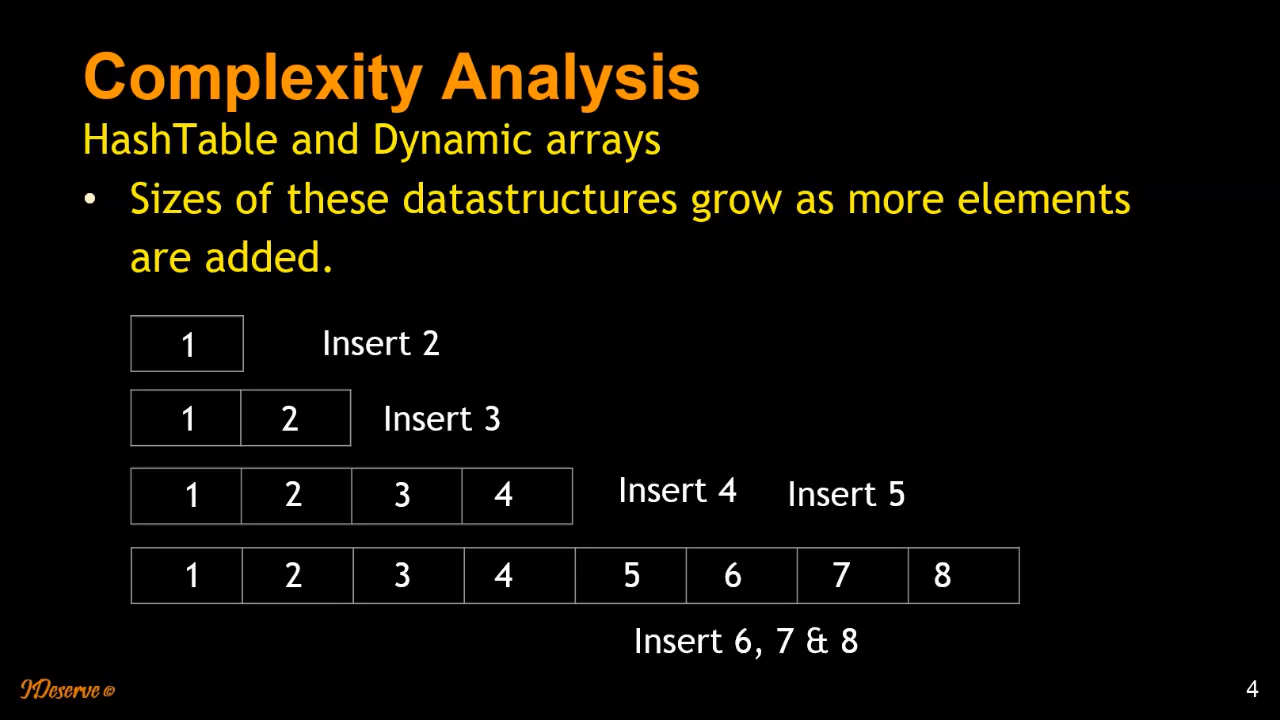 Complexity Analysis
HashTable and Dynamic arrays
• Sizes of these datastructures grow as more elements
are added.
1 Insert 2
1 2 Insert 3
1 2 3 4 Insert 4 Insert 5
1 2 3 4 5 6 7 8
Insert 6, 7 & 8
IDeserve © 4